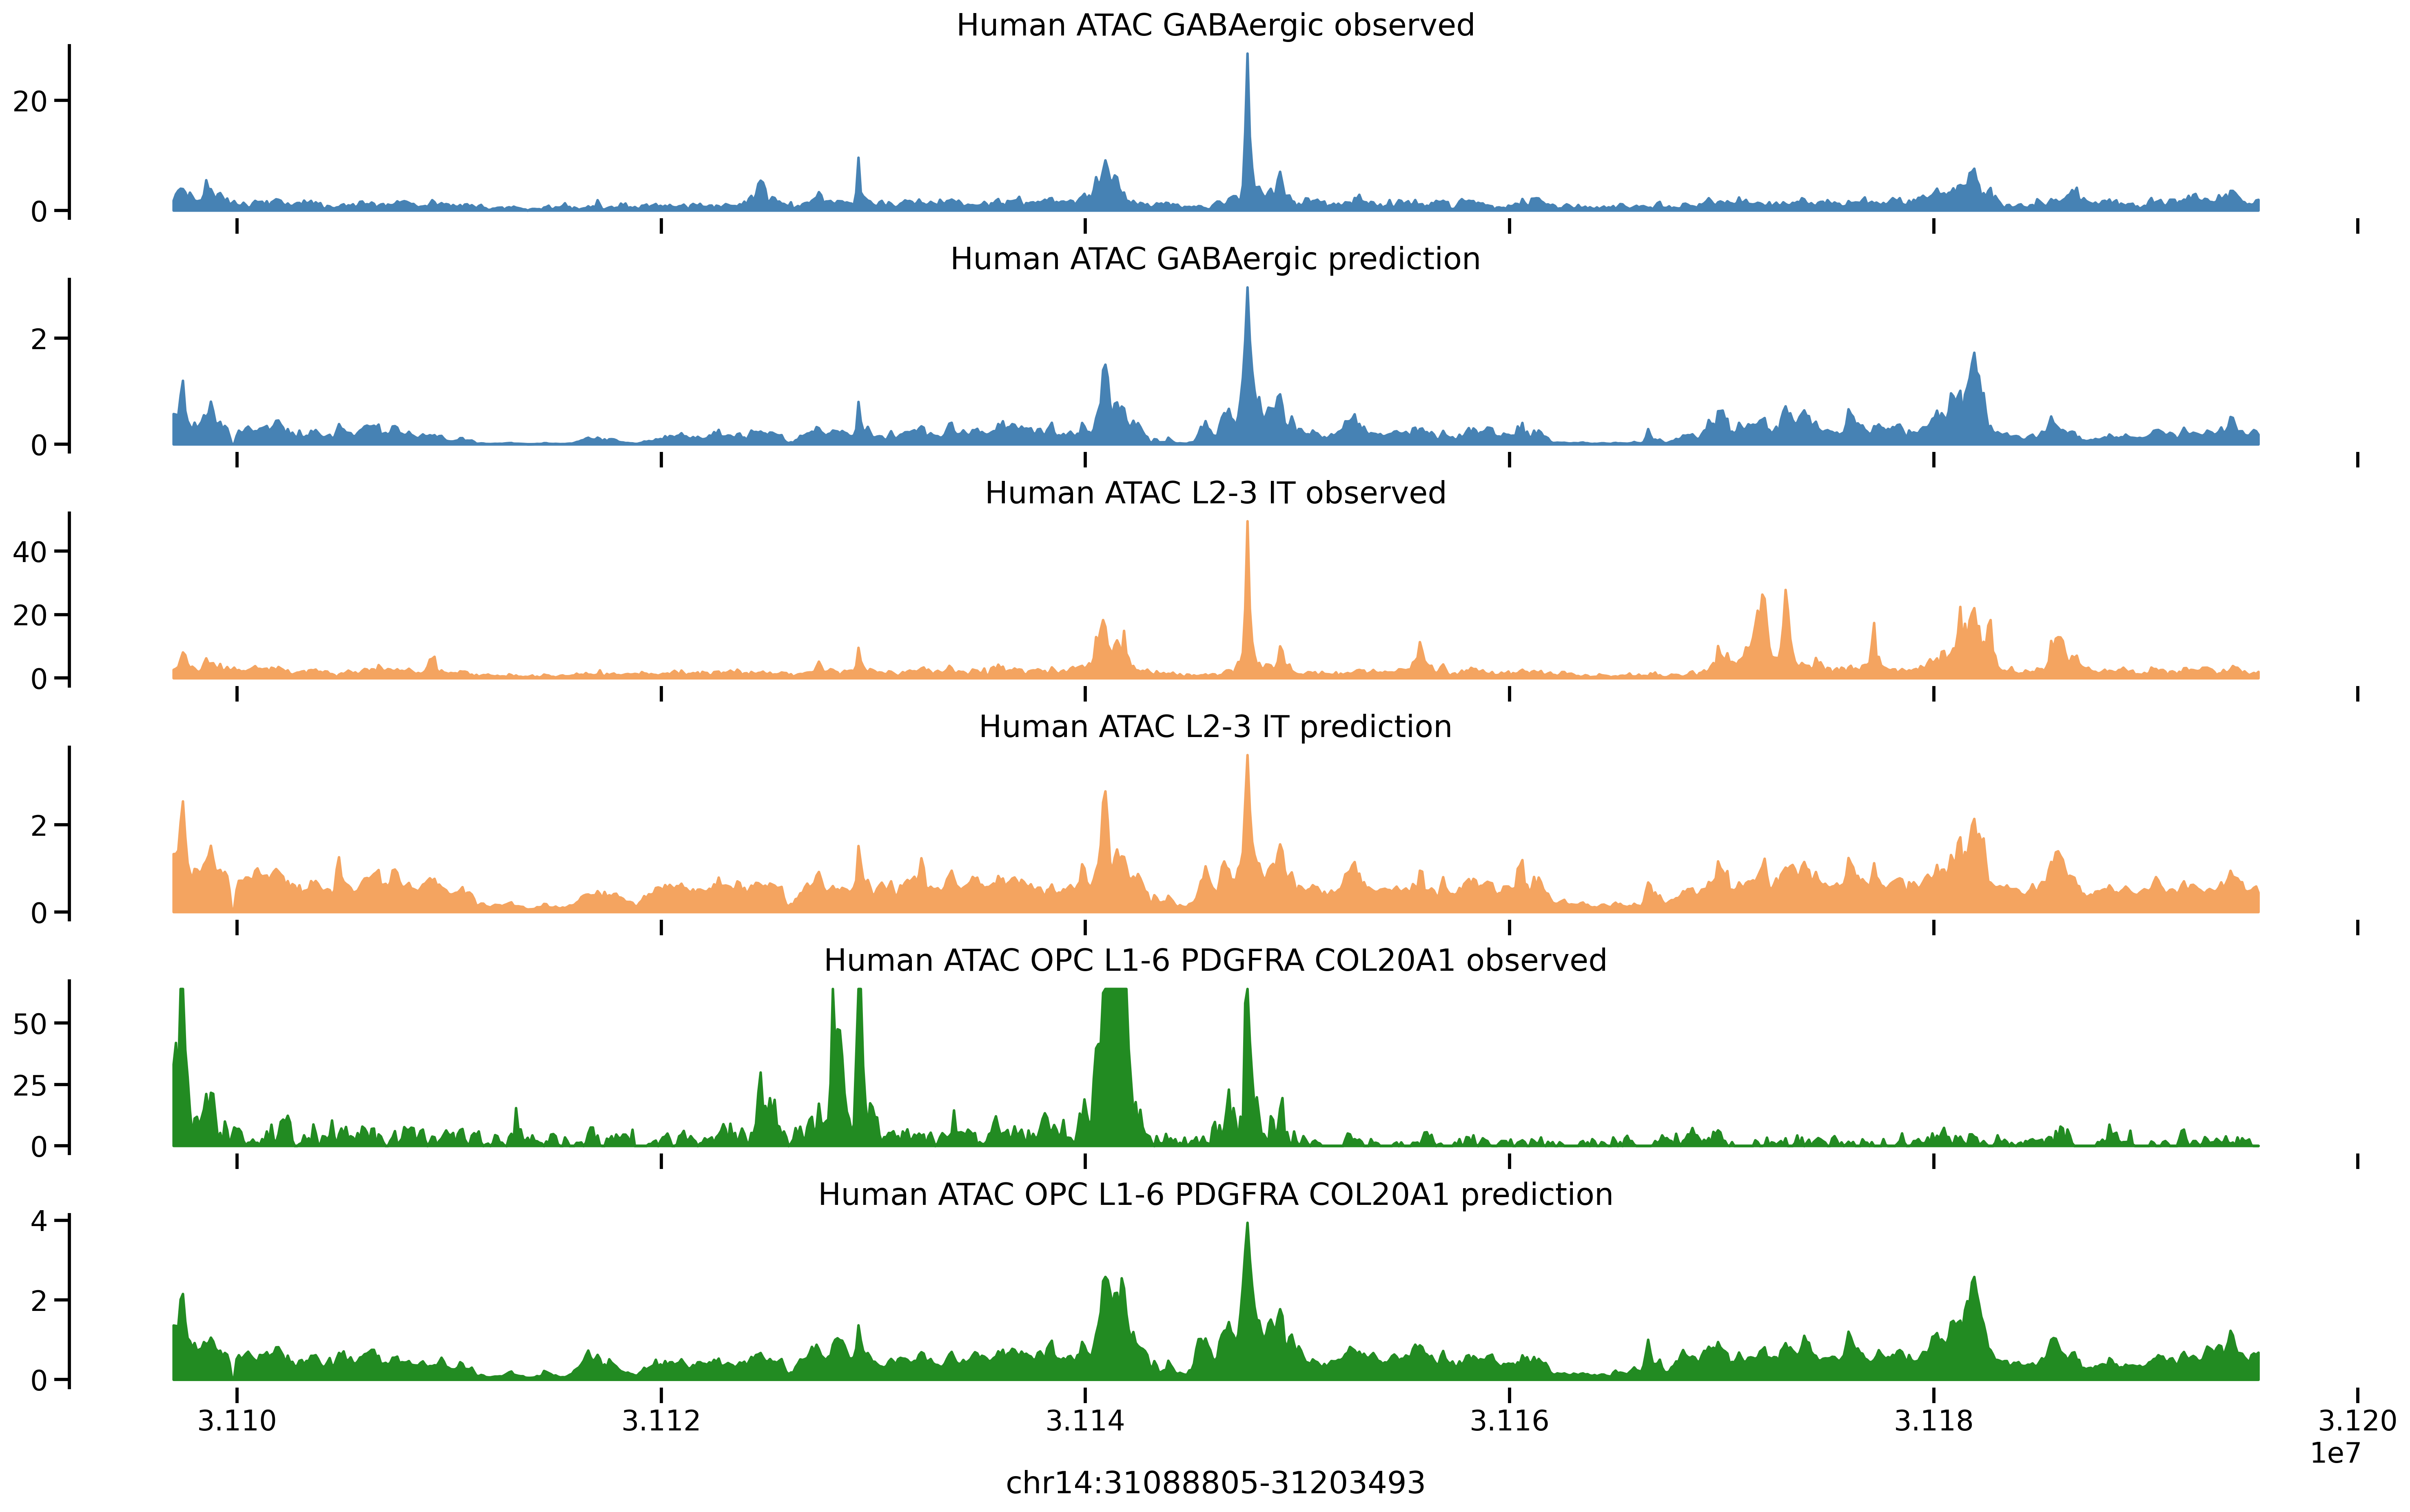 Human ATAC GABAergic observed
20
0
Human ATAC GABAergic prediction
2
0
Human ATAC L2-3 IT observed
40
20
0
Human ATAC L2-3 IT prediction
2
0
Human ATAC OPC L1-6 PDGFRA COL20A1 observed
50
25
0
Human ATAC OPC L1-6 PDGFRA COL20A1 prediction
4
2
0
3.110 3.112 3.114 3.116 3.118 3.120
1e7
chr14:31088805-31203493